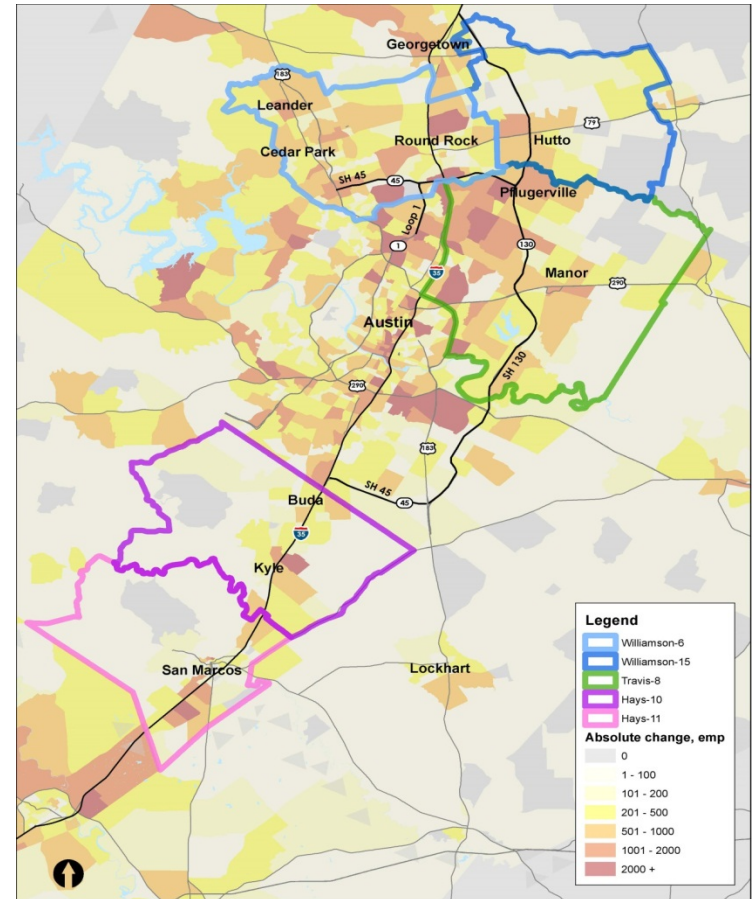 Georgetown
183
Leander
Round Rock
Hutto
79
Cedar Park
SH 45
45
Pflugerville
Loop 1
1
130
35
Manor
290
Austin
SH 130
290
183
SH 45
45
Buda
35
Kyle
San Marcos
Lockhart
Legend
Williamson-6
Williamson-15
Travis-8
Hays-10
Hays-11
Absolute change, emp
0
1 - 100
101 - 200
201 - 500
501 - 1000
1001 - 2000
2000 +